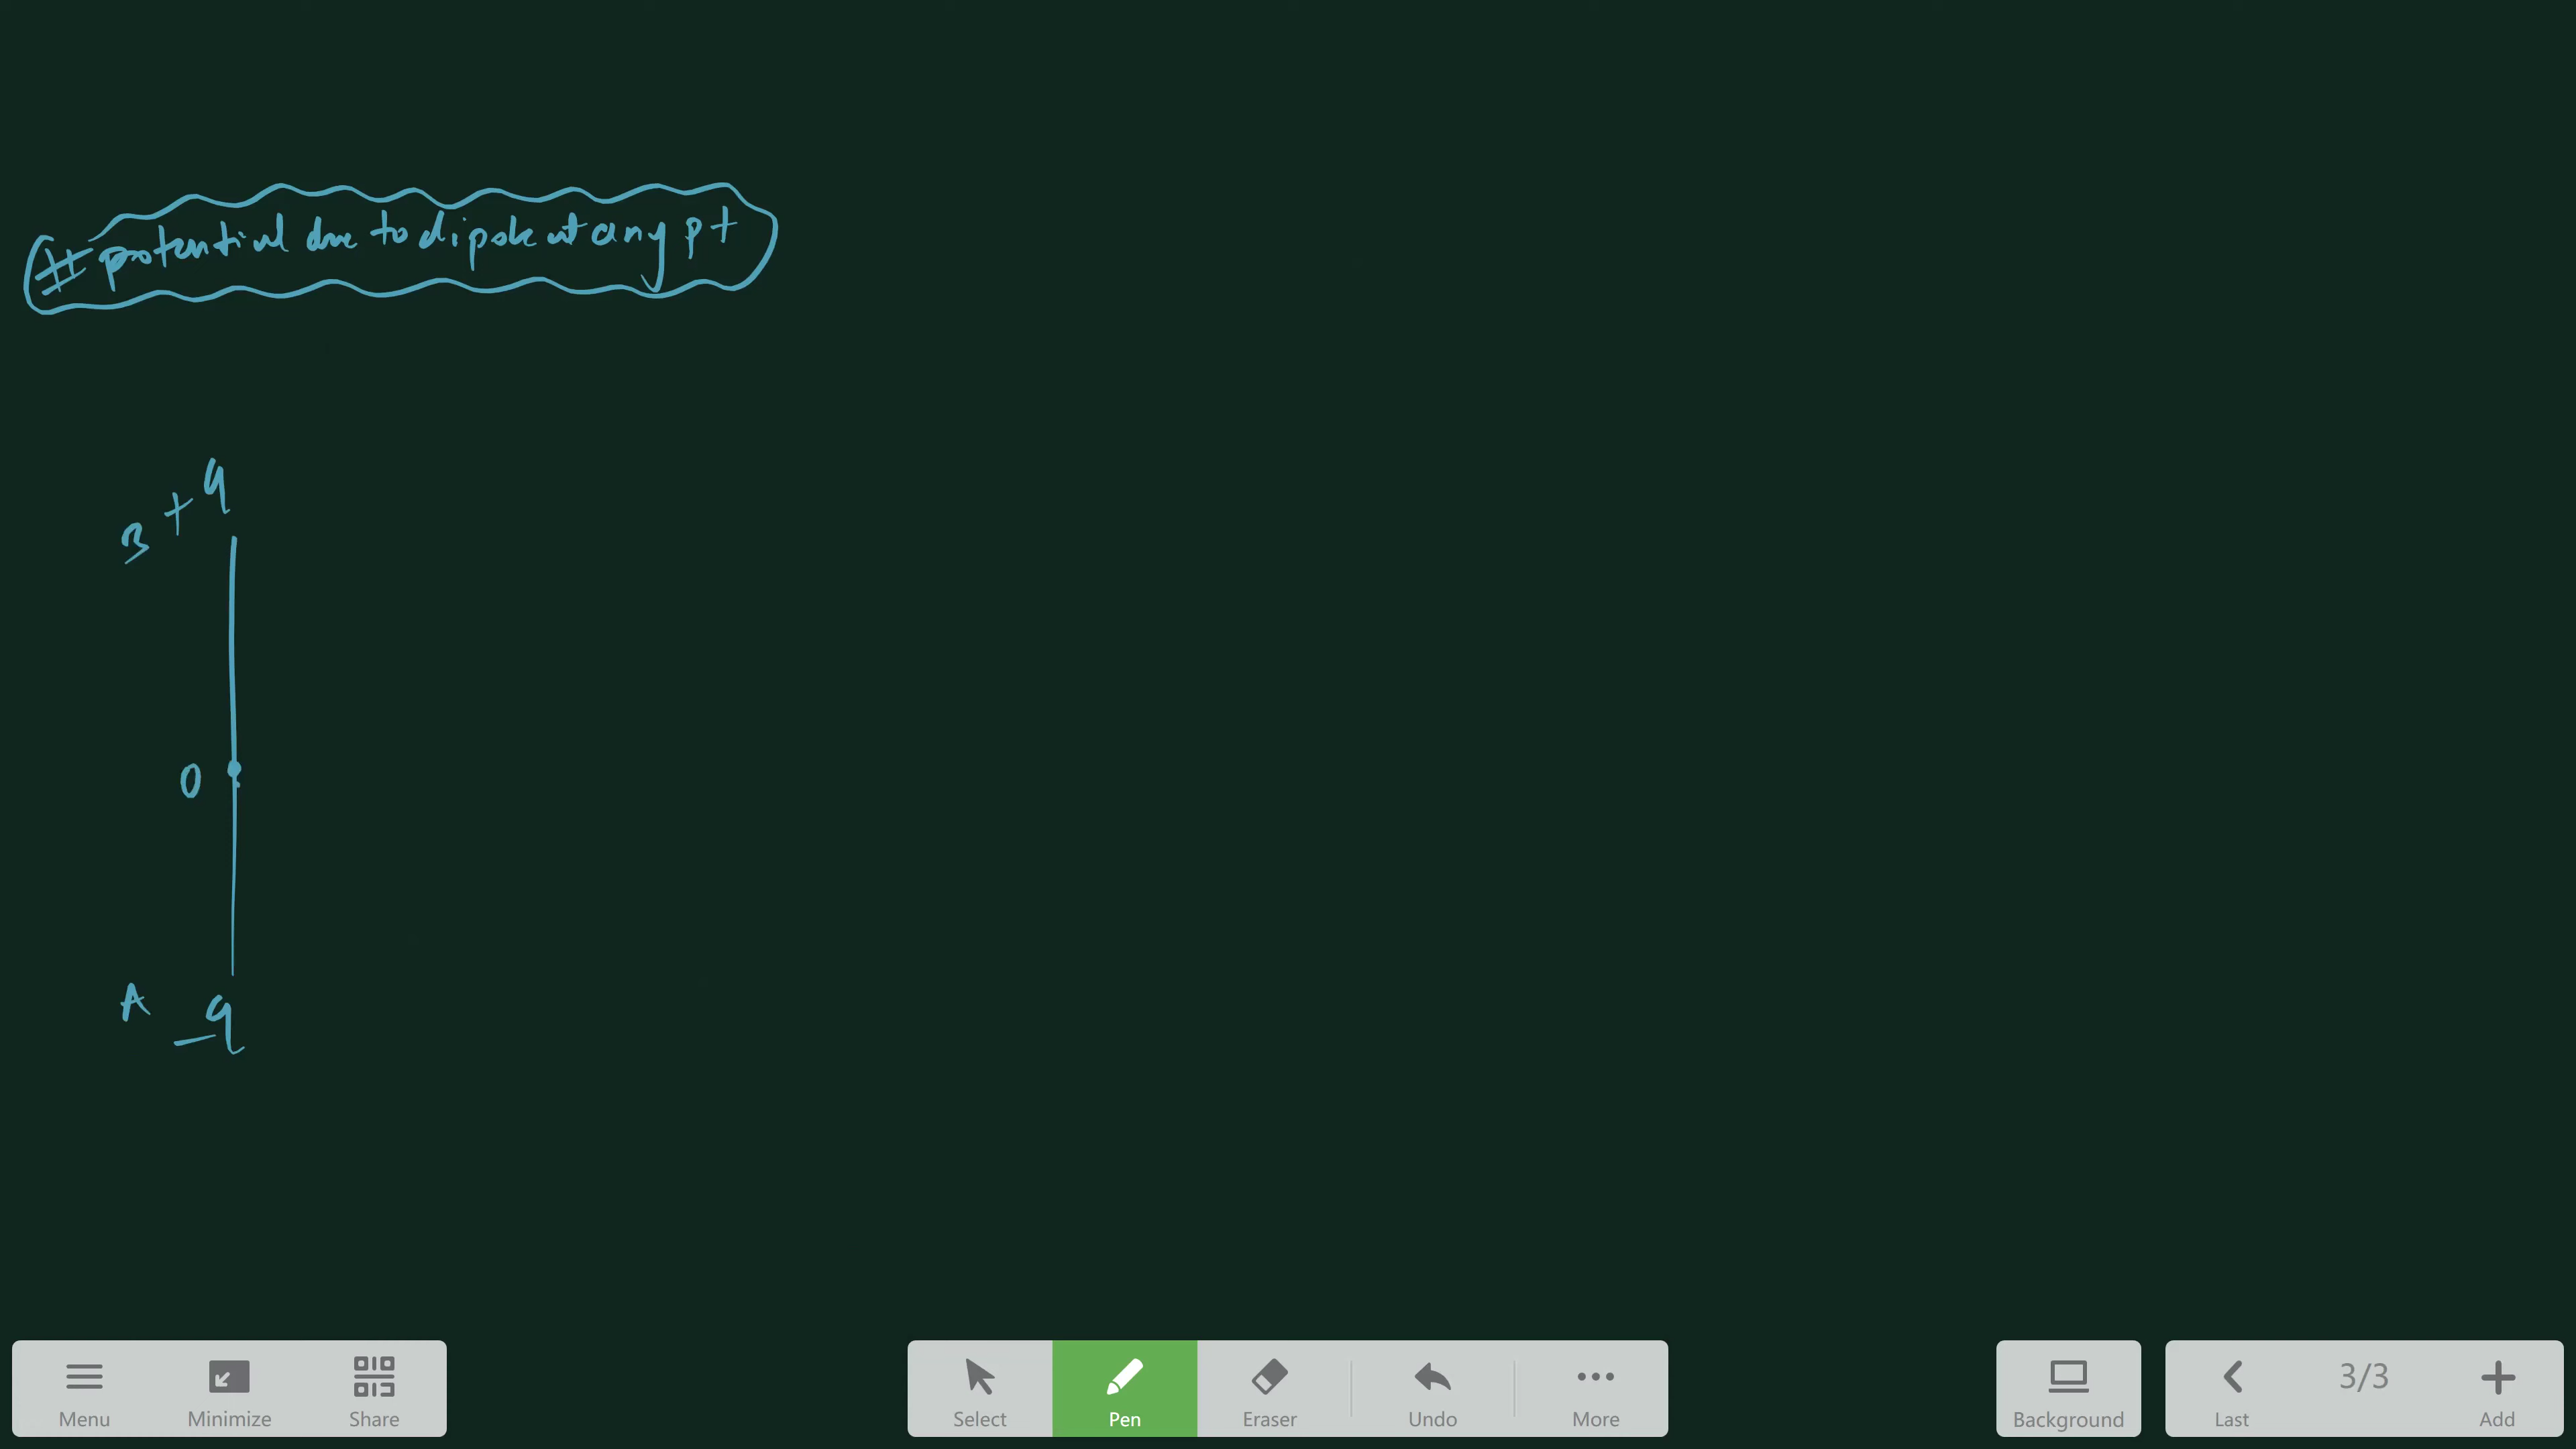 # potential due to dipole at any pt
+q
B
O
A
-q
Menu
Minimize
Share
Select
Pen
Eraser
Undo
More
Background
Last
3/3
Add